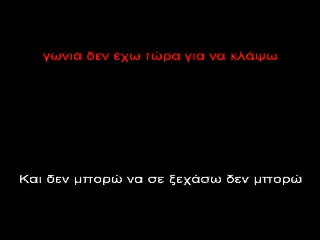 γωνιά δεν έχω τώρα για να κλάψω
Και δεν μπορώ να σε ξεχάσω δεν μπορώ